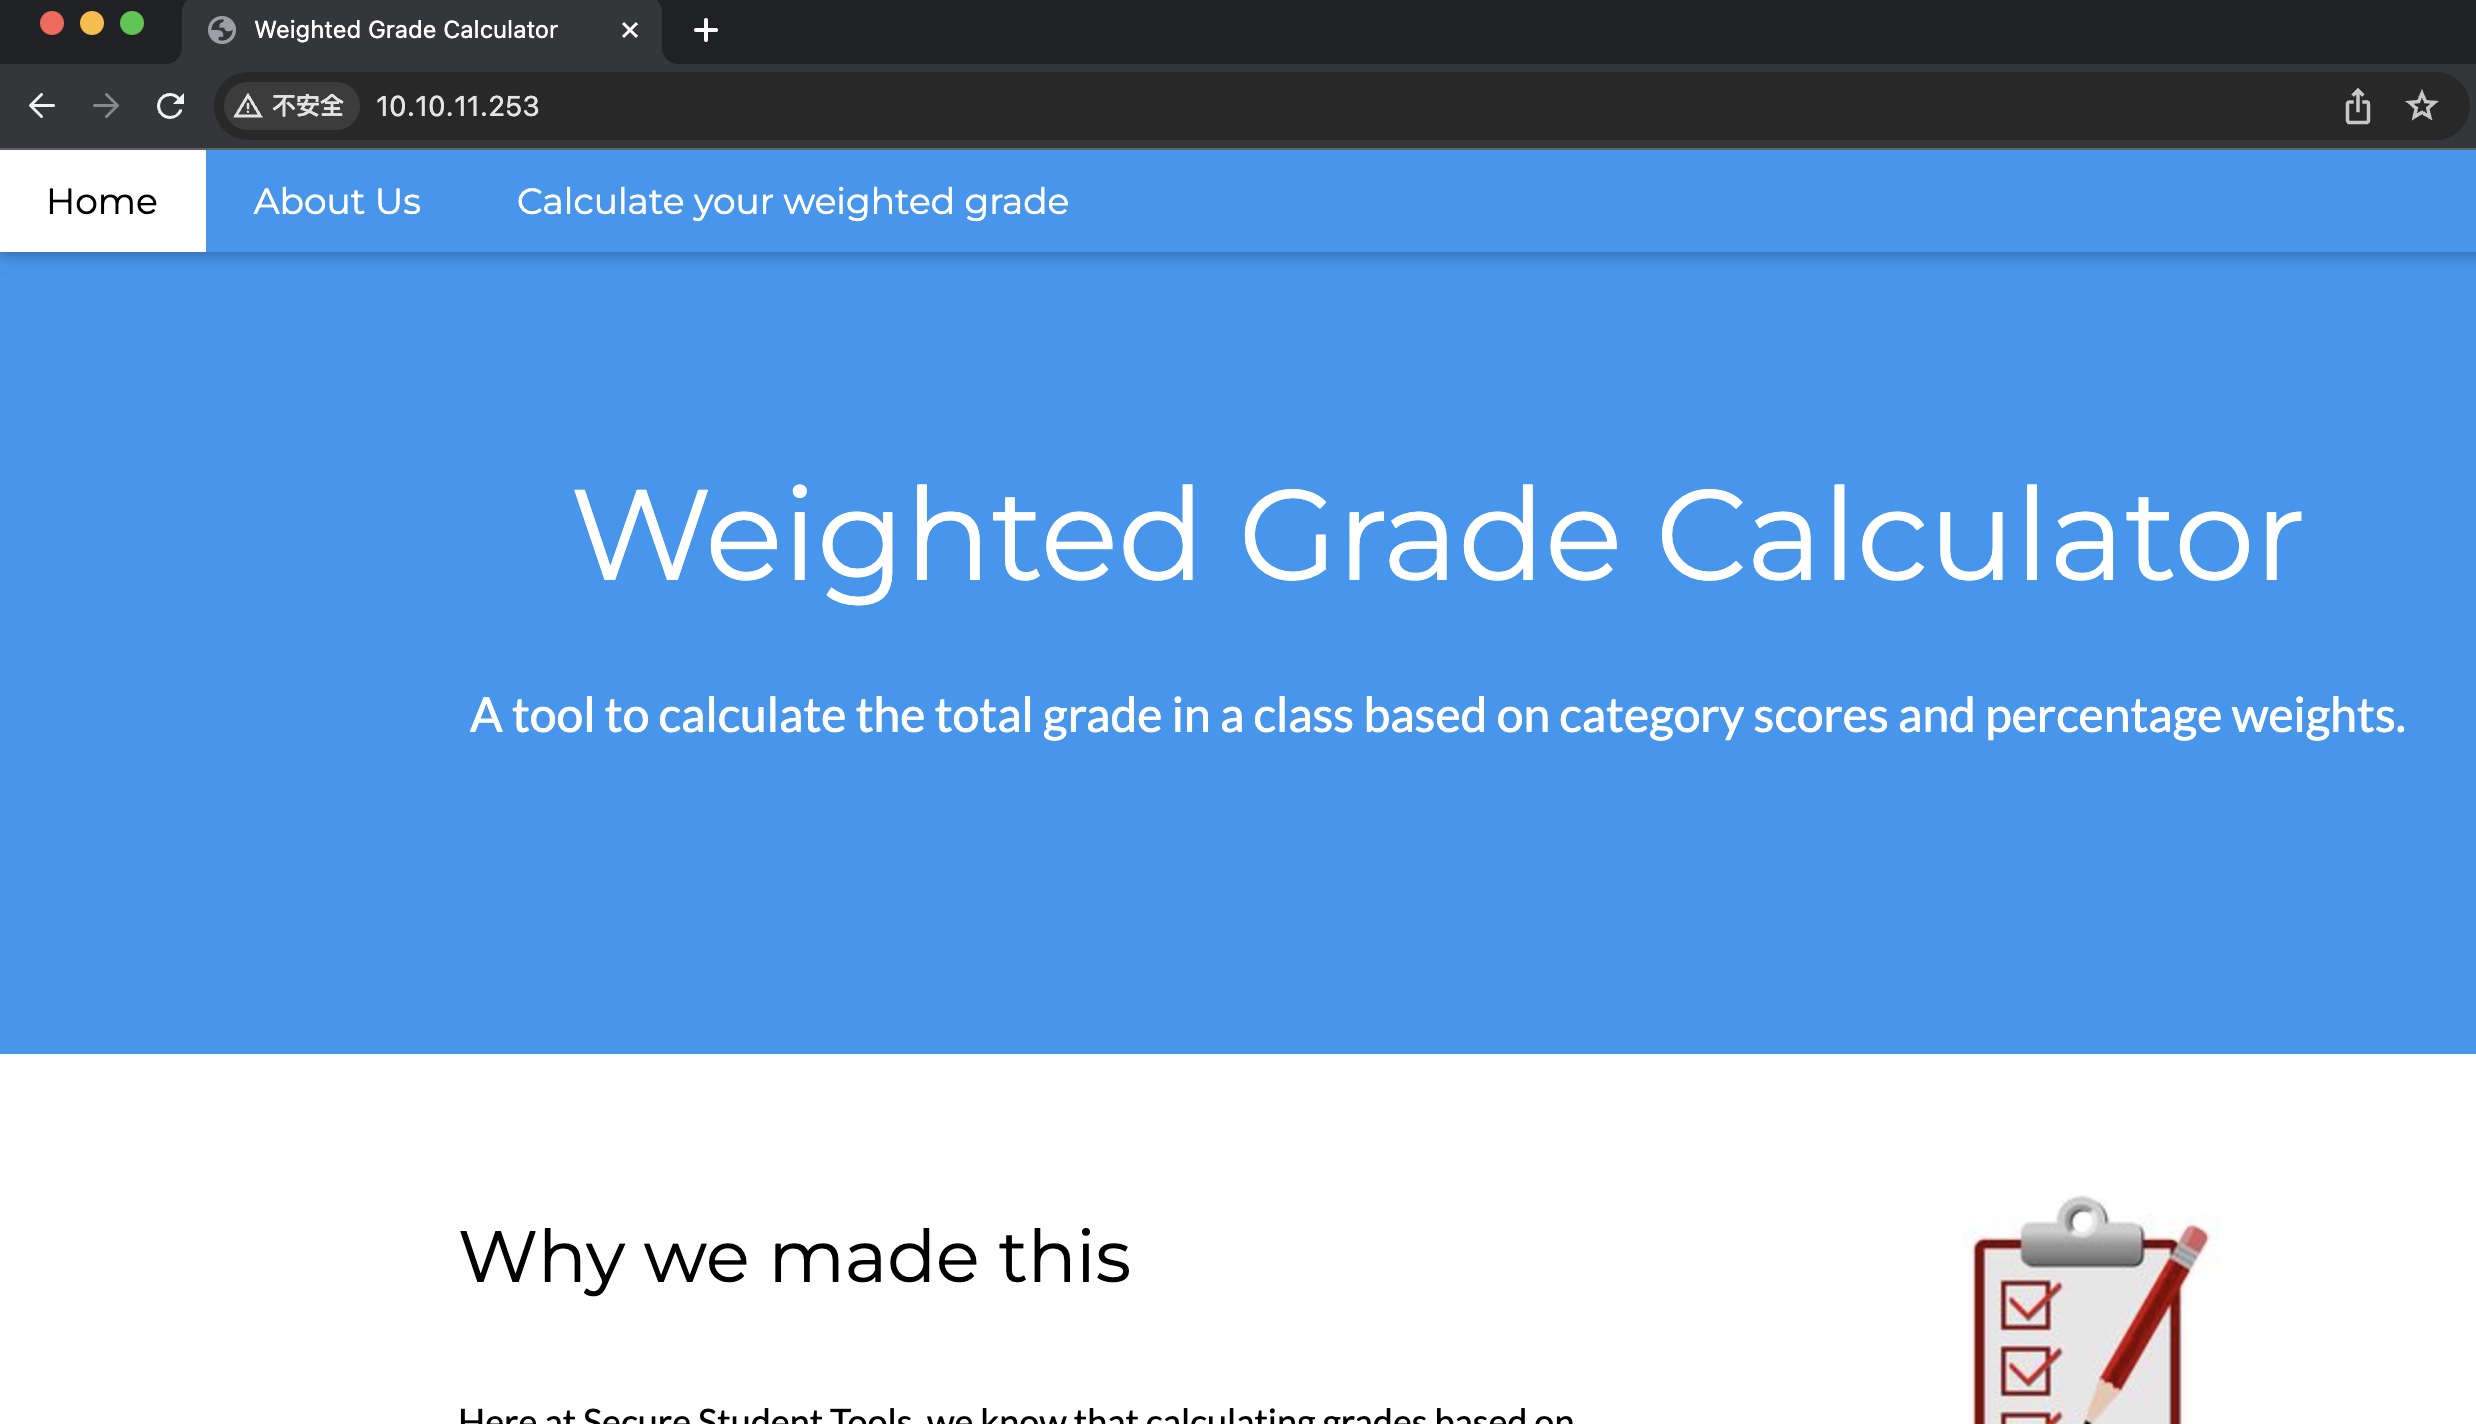 Weighted Grade Calculator
不安全 10.10.11.253
Home About Us Calculate your weighted grade
Weighted Grade Calculator
A tool to calculate the total grade in a class based on category scores and percentage weights.
Why we made this
Here at Secure Student Tools, we know that calculating grades based on